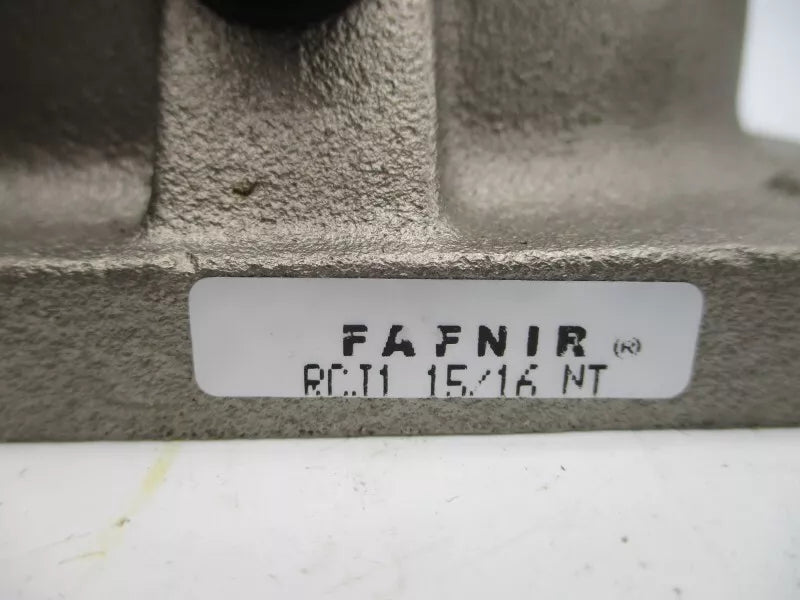 FAFNIR ®
RCJ1 15/16 NT